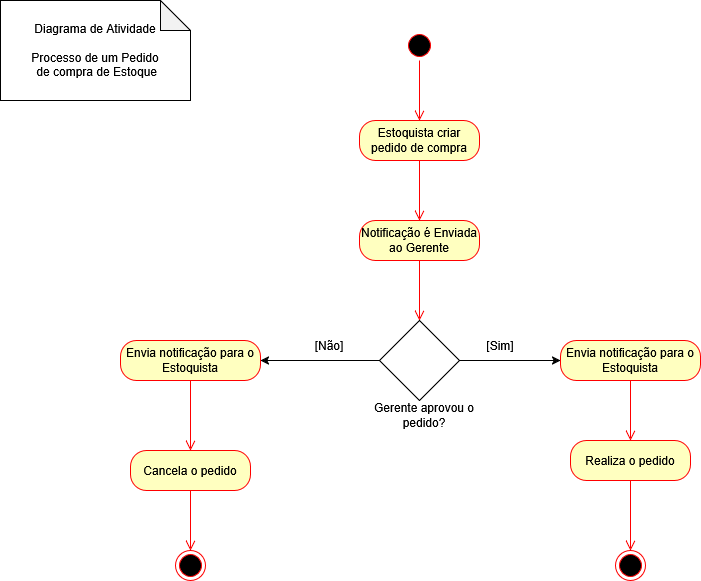 Diagrama de Atividade
Processo de um Pedido
de compra de Estoque
Estoquista criar
pedido de compra
Notificação é Enviada
ao Gerente
[Não]
[Sim]
Envia notificação para o
Estoquista
Envia notificação para o
Estoquista
Gerente aprovou o
pedido?
Cancela o pedido
Realiza o pedido